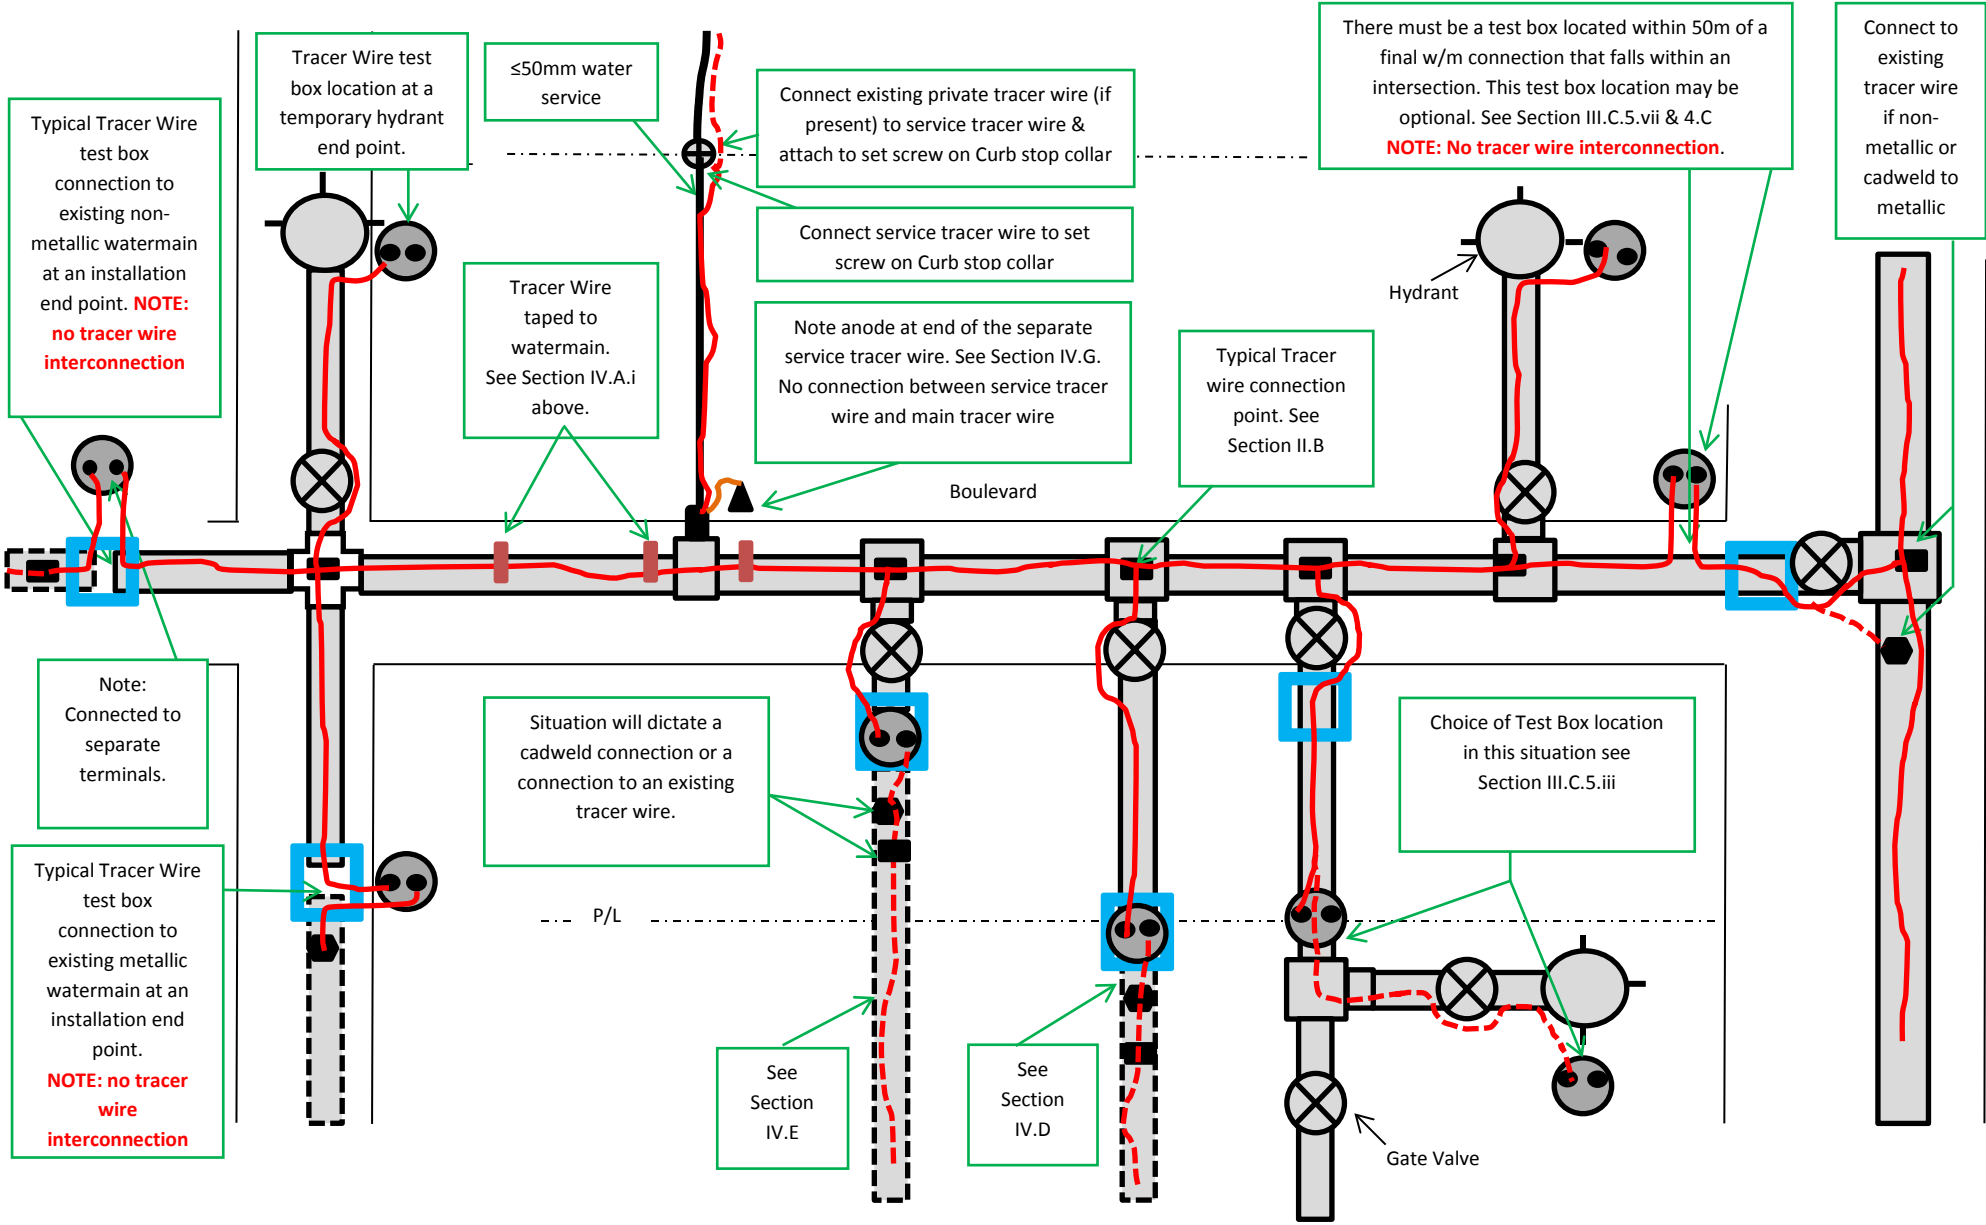 Typical Tracer Wire
test box
connection to
existing non-
metallic watermain
at an installation
end point. NOTE:
no tracer wire
interconnection
Tracer Wire test
box location at a
temporary hydrant
end point.
≤50mm water
service
Connect existing private tracer wire (if
present) to service tracer wire &
attach to set screw on Curb stop collar
Connect service tracer wire to set
screw on Curb stop collar
There must be a test box located within 50m of a
final w/m connection that falls within an
intersection. This test box location may be
optional. See Section III.C.5.vii & 4.C
NOTE: No tracer wire interconnection.
Connect to
existing
tracer wire
if non-
metallic or
cadweld to
metallic
Hydrant
Tracer Wire
taped to
watermain.
See Section IV.A.i
above.
Note anode at end of the separate
service tracer wire. See Section IV.G.
No connection between service tracer
wire and main tracer wire
Typical Tracer
wire connection
point. See
Section II.B
Boulevard
Note:
Connected to
separate
terminals.
Situation will dictate a
cadweld connection or a
connection to an existing
tracer wire.
Choice of Test Box location
in this situation see
Section III.C.5.iii
Typical Tracer Wire
test box
connection to
existing metallic
watermain at an
installation end
point.
NOTE: no tracer
wire
interconnection
P/L
See
Section
IV.E
See
Section
IV.D
Gate Valve